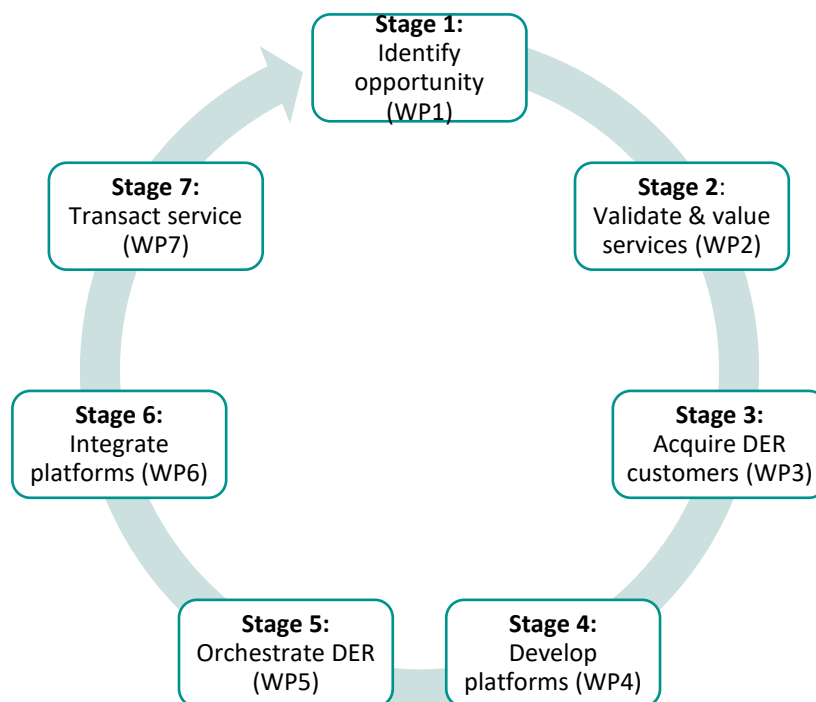 Stage 1:
Identify
opportunity
(WP1)
Stage 2:
Validate & value
services (WP2)
Stage 3:
Acquire DER
customers (WP3)
Stage 4:
Develop
platforms (WP4)
Stage 5:
Orchestrate DER
(WP5)
Stage 6:
Integrate
platforms (WP6)
Stage 7:
Transact service
(WP7)